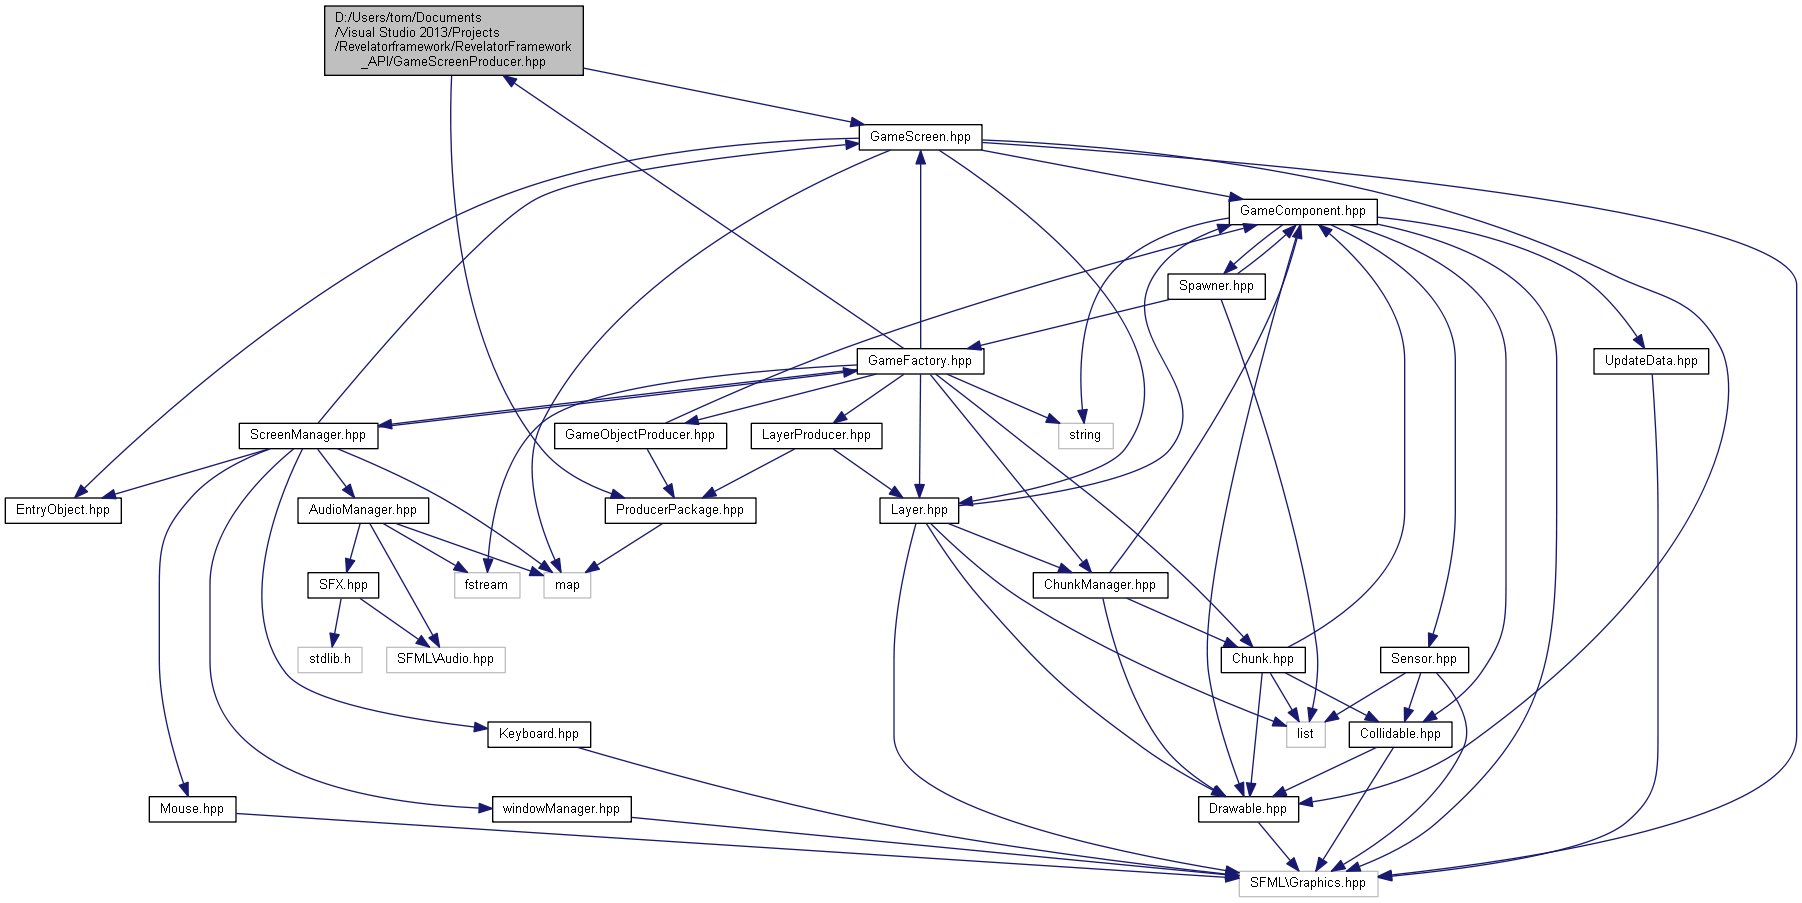 D:/Users/tom/Documents
/Visual Studio 2013/Projects
/Revelatorframework/RevelatorFramework
_API/GameScreenProducer.hpp
GameScreen.hpp
GameComponent.hpp
Spawner.hpp
GameFactory.hpp
UpdateData.hpp
ScreenManager.hpp
GameObjectProducer.hpp
LayerProducer.hpp
string
EntryObject.hpp
AudioManager.hpp
ProducerPackage.hpp
Layer.hpp
SFX.hpp
fstream
map
ChunkManager.hpp
stdlib.h
SFML\Audio.hpp
Chunk.hpp
Sensor.hpp
Keyboard.hpp
list
Collidable.hpp
Mouse.hpp
windowManager.hpp
Drawable.hpp
SFML\Graphics.hpp